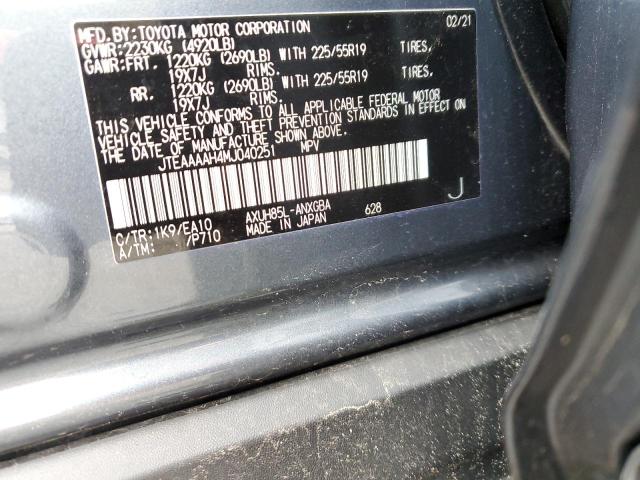 MFD.BY:TOYOTA MOTOR CORPORATION 02/21
GVWR:2230KG (4920LB)
GAWR:FRT. 1220KG (2690LB) WITH 225/55R19 TIRES,
19X7J RIMS.
RR. 1220KG (2690LB) WITH 225/55R19 TIRES,
19X7J RIMS.
THIS VEHICLE CONFORMS TO ALL APPLICABLE FEDERAL MOTOR
VEHICLE SAFETY AND THEFT PREVENTION STANDARDS IN EFFECT ON
THE DATE OF MANUFACTURE SHOWN ABOVE.
JTEAAAAH4MJ040251 MPV
C/TR:1K9/EA10 AXUH85L-ANXGBA 628 J
A/TM: /P710 MADE IN JAPAN